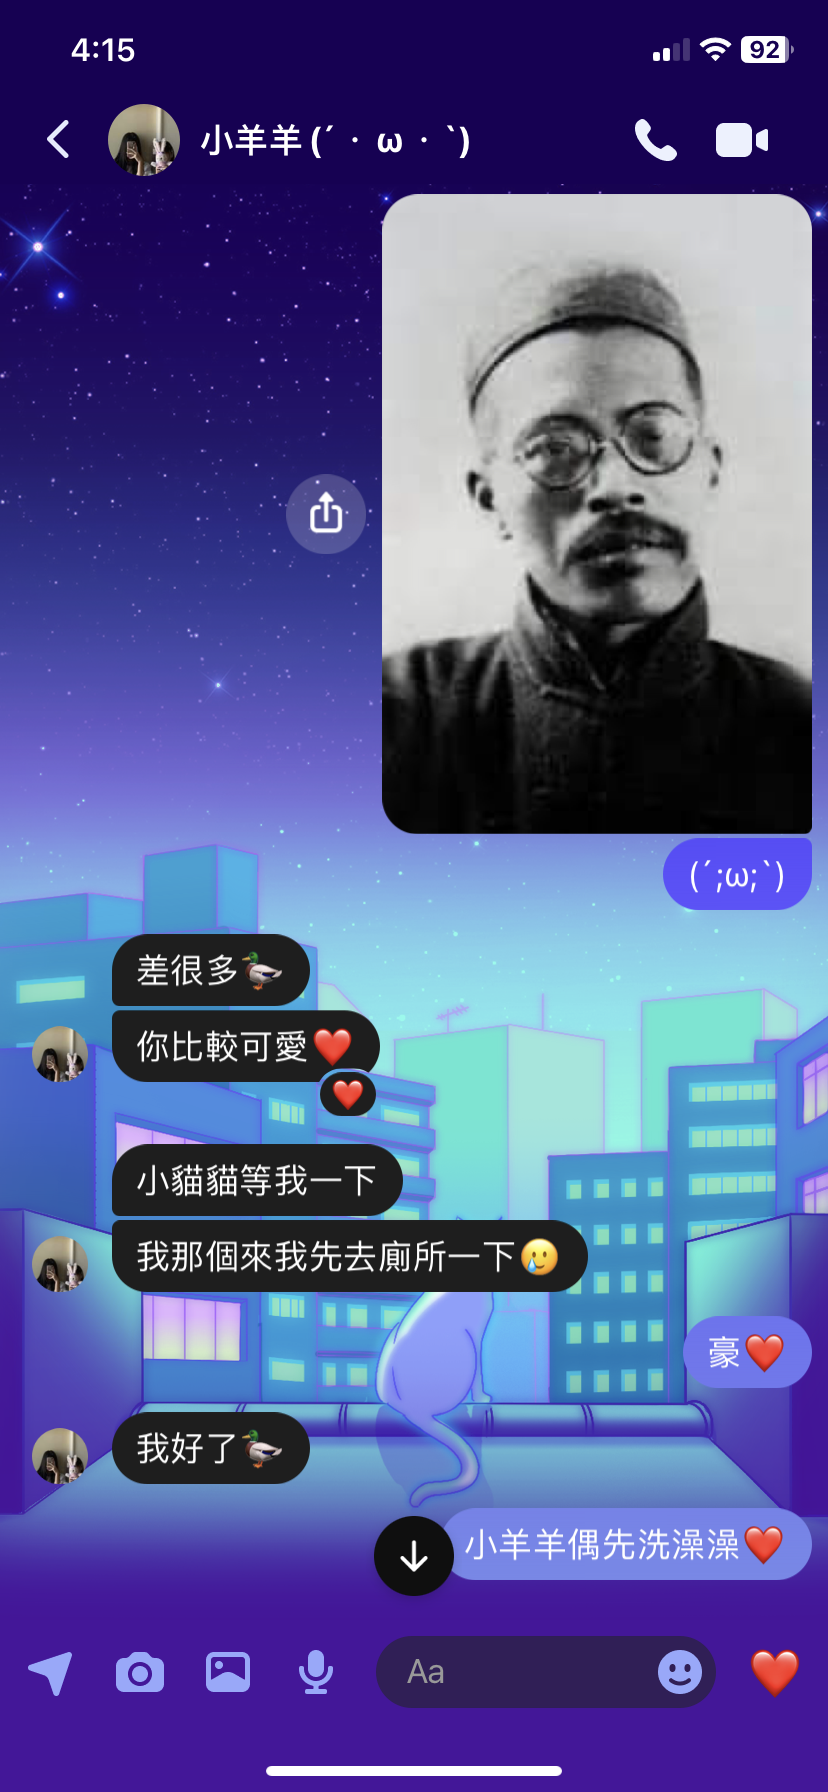 4:15
92
小羊羊 (´・ω・`)
(´;ω;`)
差很多🦆
你比較可愛❤️
❤️
小貓貓等我一下
我那個來我先去廁所一下🥲
豪❤️
我好了🦆
小羊羊偶先洗澡澡❤️
Aa